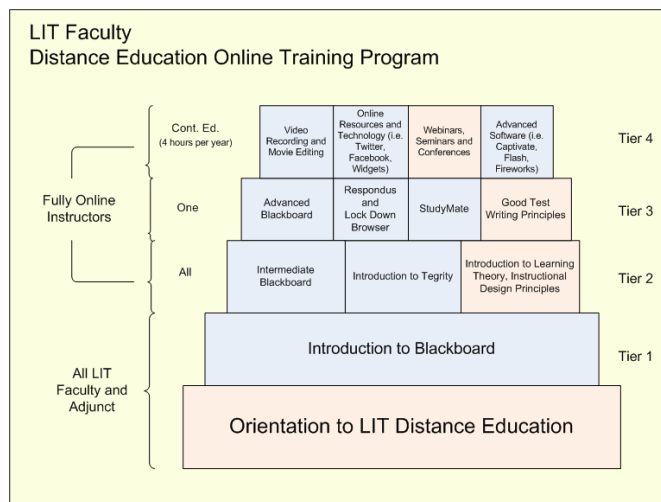 LIT Faculty
Distance Education Online Training Program
Cont. Ed.
(4 hours per year)
Video
Recording and
Movie Editing
Online
Resources and
Technology (i.e.
Twitter,
Facebook,
Widgets)
Webinars,
Seminars and
Conferences
Advanced
Software (i.e.
Captivate,
Flash,
Fireworks)
Tier 4
Fully Online
Instructors
One
Advanced
Blackboard
Respondus
and
Lock Down
Browser
StudyMate
Good Test
Writing Principles
Tier 3
All
Intermediate
Blackboard
Introduction to Tegrity
Introduction to Learning
Theory, Instructional
Design Principles
Tier 2
All LIT
Faculty and
Adjunct
Introduction to Blackboard
Tier 1
Orientation to LIT Distance Education